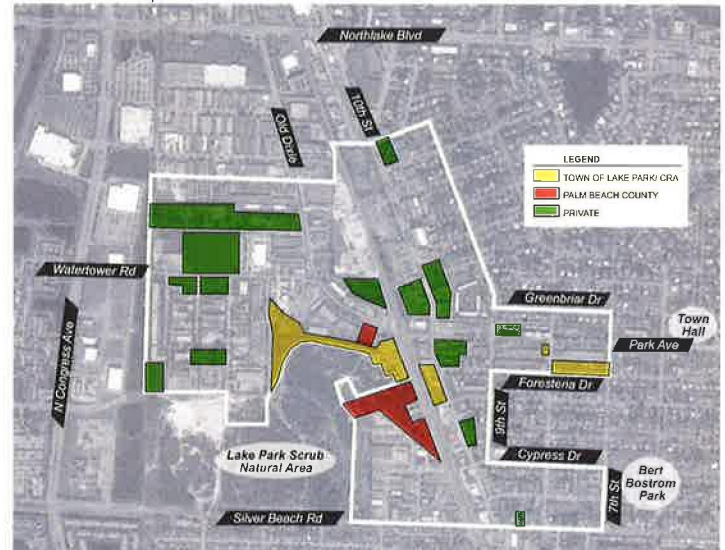 Northlake Blvd
10th St
Old Dixie
LEGEND
TOWN OF LAKE PARK/ CRA
PALM BEACH COUNTY
PRIVATE
Watertower Rd
N Congress Ave
Greenbriar Dr
Town
Hall
Park Ave
Foresteria Dr
9th St
Cypress Dr
Lake Park Scrub
Natural Area
Bert
Bostrom
Park
7th St
Silver Beach Rd